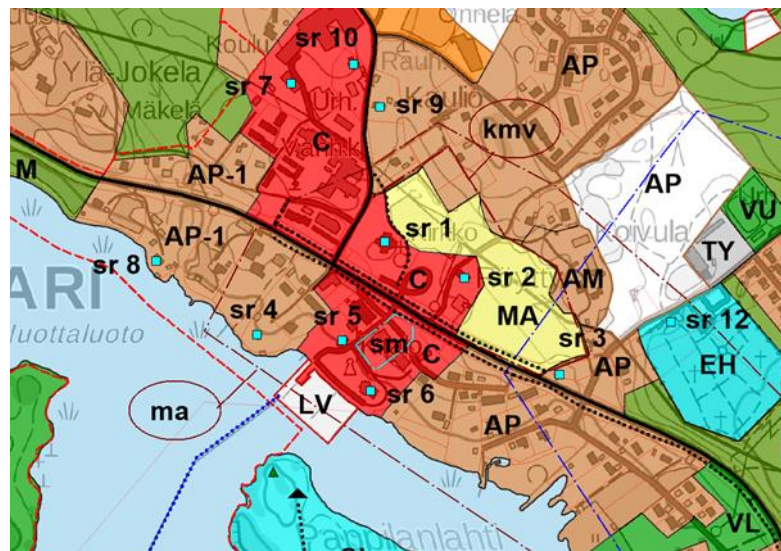 Onnela
Koulu
sr 10
Ylä-Jokela
Mäkelä
sr 7
Urh.
sr 9
Kaulio
AP
kmv
C
AP-1
AP
M
AP-1
sr 1
Koivula
VU
TY
sr 8
sr 2
AM
ARI
luottaluoto
sr 4
sr 5
sm
C
C
MA
sr 3
sr 12
AP
EH
sr 6
ma
LV
AP
VL
Pappilanlahti